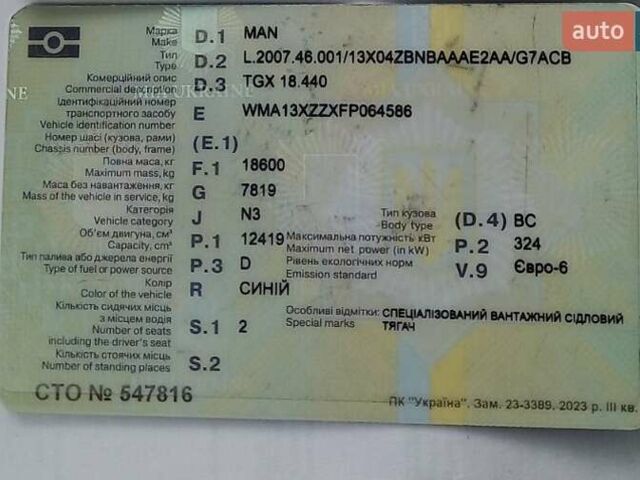 auto
Марка
Make
D.1
MAN
Тип
Type
D.2
L.2007.46.001/13X04ZBNBAAAE2AA/G7ACB
Комерційний опис
Commercial description
D.3
TGX 18.440
Ідентифікаційний номер
транспортного засобу
Vehicle identification number
E
WMA13XZZXFP064586
Номер шасі (кузова, рами)
Chassis number (body, frame)
(E.1)
Повна маса, кг
Maximum mass, kg
F.1
18600
Маса без навантаження, кг
Mass of the vehicle in service, kg
G
7819
Категорія
Vehicle category
J
N3
Тип кузова
Body type
(D.4)
BC
Об'єм двигуна, см³
Capacity, cm³
P.1
12419
Максимальна потужність кВт
Maximum net power (in kW)
P.2
324
Тип палива або джерела енергії
Type of fuel or power source
P.3
D
Рівень екологічних норм
Emission standard
V.9
Євро-6
Колір
Color of the vehicle
R
СИНІЙ
Кількість сидячих місць
з місцем водія
Number of seats
including the driver's seat
S.1
2
Особливі відмітки:
Special marks
СПЕЦІАЛІЗОВАНИЙ ВАНТАЖНИЙ СІДЛОВИЙ
ТЯГАЧ
Кількість стоячих місць
Number of standing places
S.2
СТО № 547816
ПК "Україна". Зам. 23-3389. 2023 р. III кв.